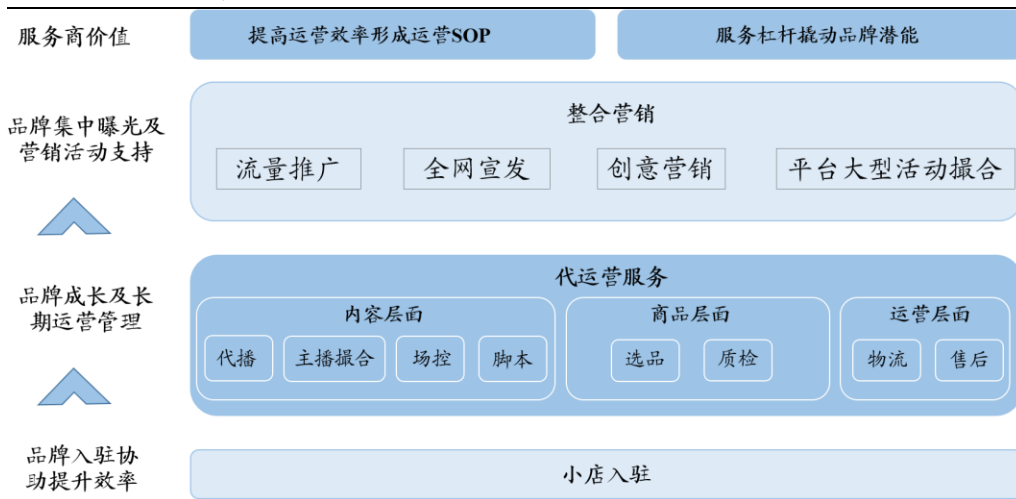 服务商价值
提高运营效率形成运营SOP
服务杠杆撬动品牌潜能
品牌集中曝光及
营销活动支持
整合营销
流量推广
全网宣发
创意营销
平台大型活动撮合
品牌成长及长
期运营管理
代运营服务
内容层面
代播
主播撮合
场控
脚本
商品层面
选品
质检
运营层面
物流
售后
品牌入驻协
助提升效率
小店入驻